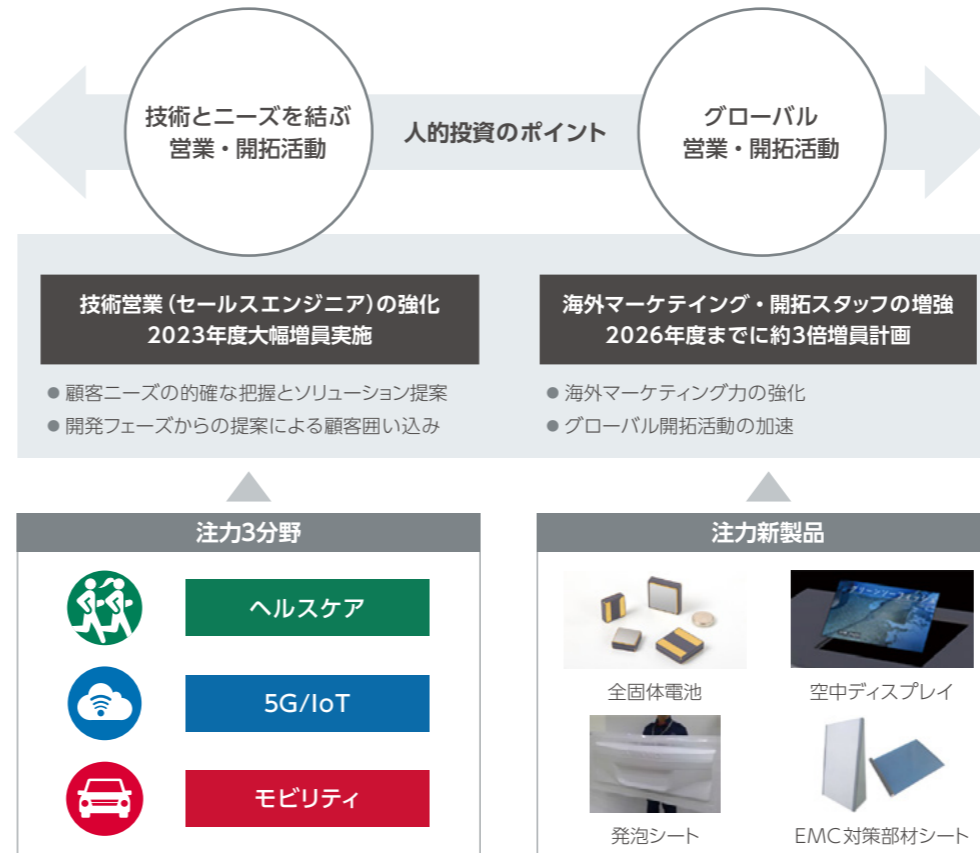 技術とニーズを結ぶ
営業・開拓活動
人的投資のポイント
グローバル
営業・開拓活動
技術営業(セールスエンジニア)の強化
2023年度大幅増員実施
● 顧客ニーズの的確な把握とソリューション提案
● 開発フェーズからの提案による顧客囲い込み
海外マーケテイング・開拓スタッフの増強
2026年度までに約3倍増員計画
● 海外マーケティング力の強化
● グローバル開拓活動の加速
注力3分野
ヘルスケア
5G/IoT
モビリティ
注力新製品
全固体電池
空中ディスプレイ
発泡シート
EMC対策部材シート